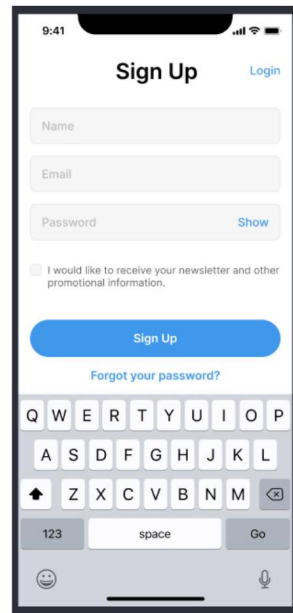 9:41
Sign Up
Login
Name
Email
Password
Show
I would like to receive your newsletter and other
promotional information.
Sign Up
Forgot your password?
Q W E R T Y U I O P
A S D F G H J K L
Z X C V B N M
123 space Go